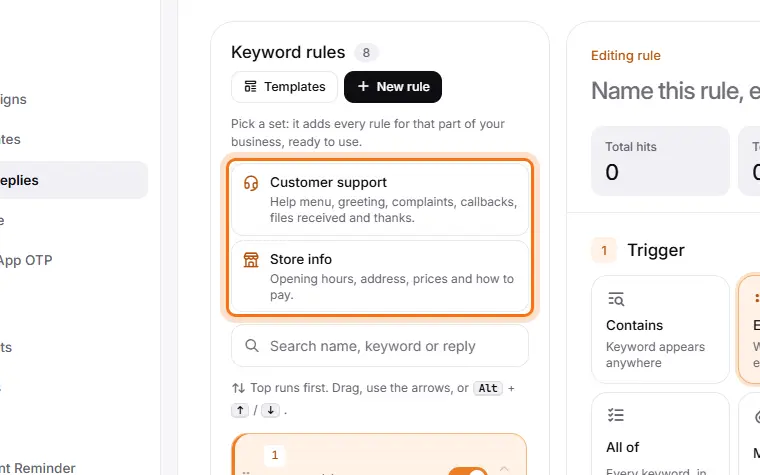 igns
ates
eplies
e
App OTP
ts
s
nt Reminder
Keyword rules 8
Templates
+ New rule
Pick a set: it adds every rule for that part of your
business, ready to use.
Customer support
Help menu, greeting, complaints, callbacks,
files received and thanks.
Store info
Opening hours, address, prices and how to
pay.
Search name, keyword or reply
Top runs first. Drag, use the arrows, or Alt +
↑ / ↓ .
1
Editing rule
Name this rule, e
Total hits
0
1 Trigger
Contains
Keyword appears
anywhere
All of
Every keyword, in